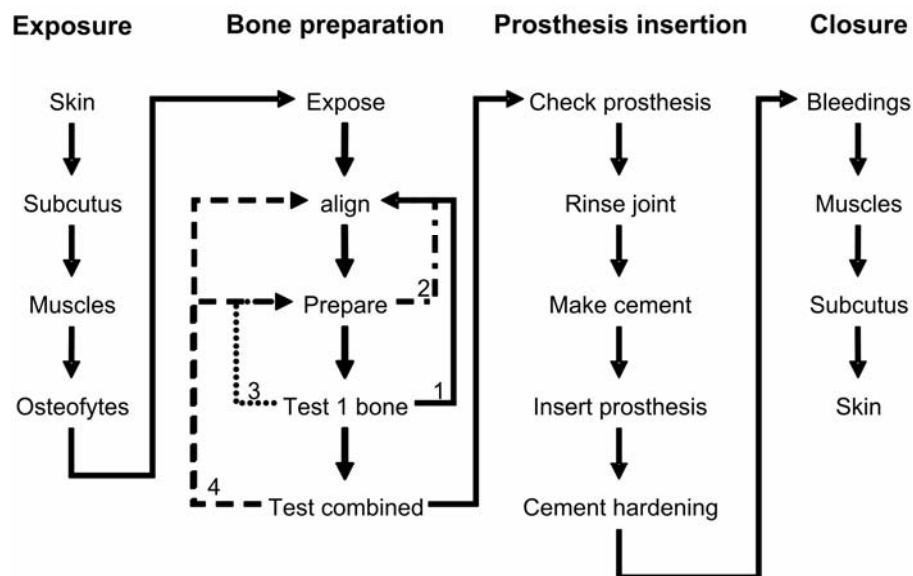 Exposure
Bone preparation
Prosthesis insertion
Closure
Skin
Expose
Check prosthesis
Bleedings
Subcutus
align
Rinse joint
Muscles
Muscles
Prepare
2
Make cement
Subcutus
Osteofytes
3
Test 1 bone
1
Insert prosthesis
Skin
4
Test combined
Cement hardening